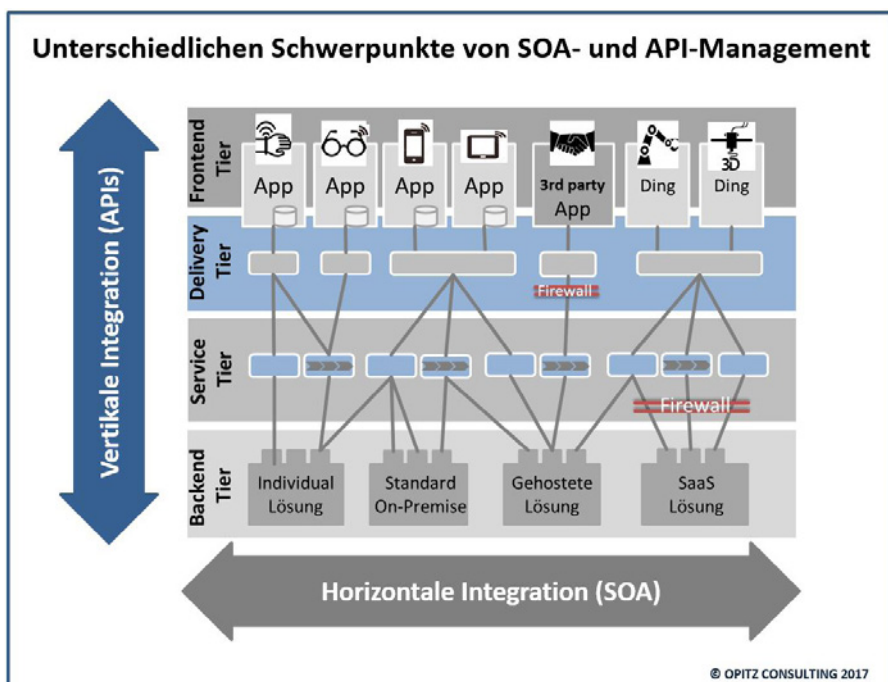 Unterschiedlichen Schwerpunkte von SOA- und API-Management
Vertikale Integration (APIs)
Frontend
Tier
App
App
App
App
3rd party
App
Ding
3D
Ding
Delivery
Tier
Firewall
Service
Tier
Firewall
Backend
Tier
Individual
Lösung
Standard
On-Premise
Gehostete
Lösung
SaaS
Lösung
Horizontale Integration (SOA)
© OPITZ CONSULTING 2017